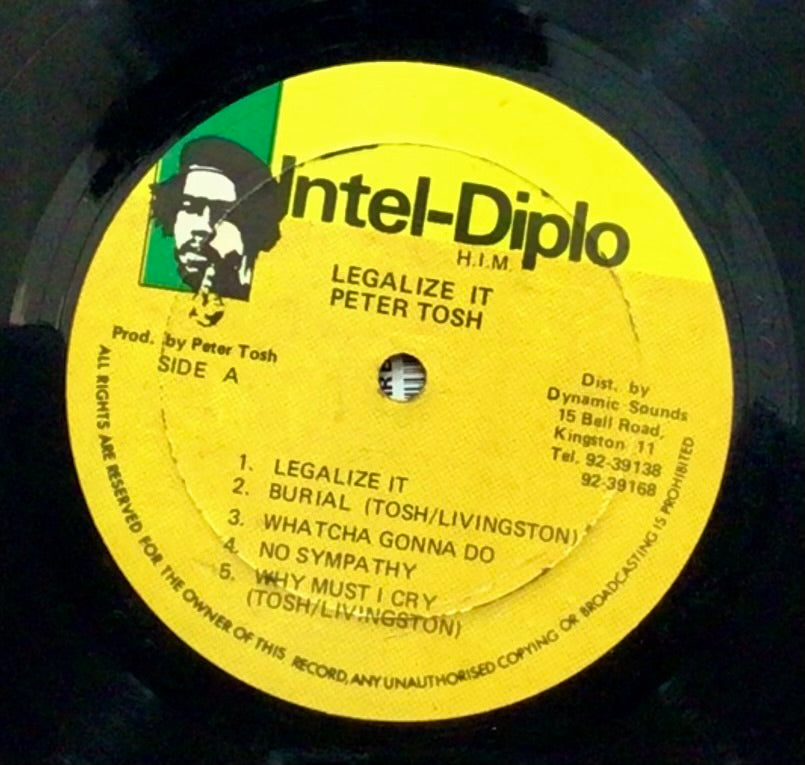 Intel-Diplo
H.I.M.
LEGALIZE IT
PETER TOSH
Prod. by Peter Tosh
SIDE A
Dist. by
Dynamic Sounds
15 Bell Road,
Kingston 11
Tel. 92-39138
92-39168
1. LEGALIZE IT
2. BURIAL (TOSH/LIVINGSTON)
3. WHATCHA GONNA DO
4. NO SYMPATHY
5. WHY MUST I CRY
(TOSH/LIVINGSTON)
ALL RIGHTS ARE RESERVED FOR THE OWNER OF THIS RECORD, ANY UNAUTHORISED COPYING OR BROADCASTING IS PROHIBITED